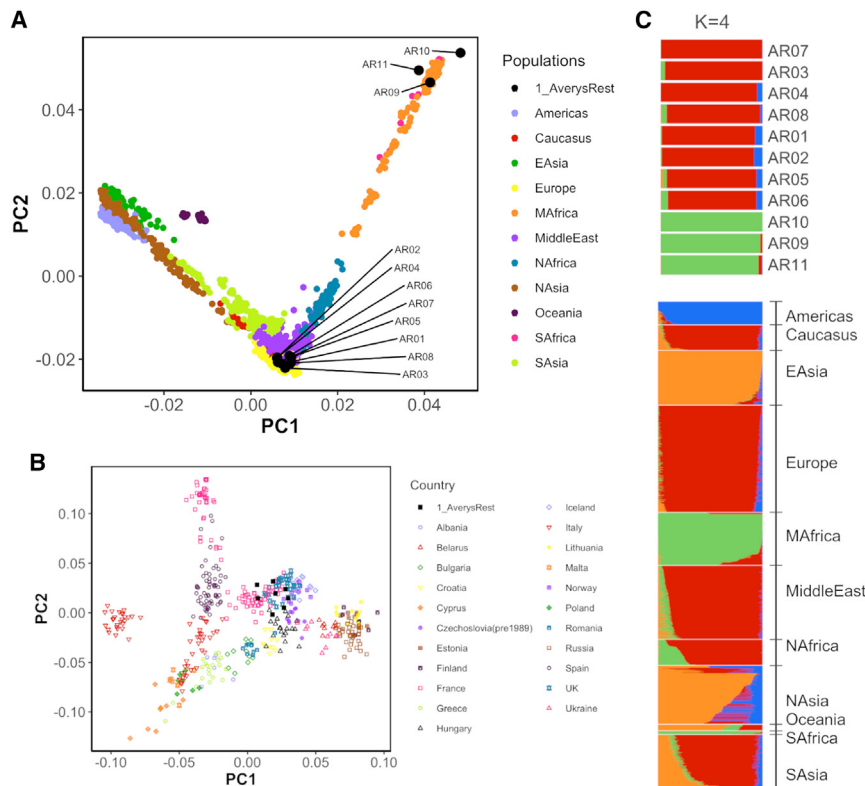 A
C
K=4
AR10
AR11
AR09
0.04
0.02
0.00
-0.02
PC2
AR02
AR04
AR06
AR07
AR05
AR01
AR08
AR03
-0.02
0.00
0.02
0.04
PC1
Populations
1_AverysRest
Americas
Caucasus
EAsia
Europe
MAfrica
MiddleEast
NAfrica
NAsia
Oceania
SAfrica
SAsia
AR07
AR03
AR04
AR08
AR01
AR02
AR05
AR06
AR10
AR09
AR11
Americas
Caucasus
EAsia
Europe
MAfrica
MiddleEast
NAfrica
NAsia
Oceania
SAfrica
SAsia
B
0.10
0.05
0.00
-0.05
-0.10
PC2
-0.10
-0.05
0.00
0.05
0.10
PC1
Country
1_AverysRest
Albania
Belarus
Bulgaria
Croatia
Cyprus
Czechoslovia(pre1989)
Estonia
Finland
France
Greece
Hungary
Iceland
Italy
Lithuania
Malta
Norway
Poland
Romania
Russia
Spain
UK
Ukraine